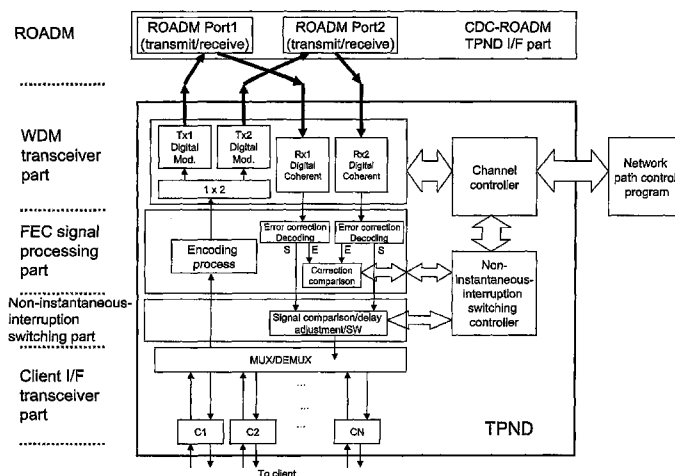 ROADM
ROADM Port1
(transmit/receive)
ROADM Port2
(transmit/receive)
CDC-ROADM
TPND I/F part
WDM
transceiver
part
Tx1
Digital
Mod.
Tx2
Digital
Mod.
Rx1
Digital
Coherent
Rx2
Digital
Coherent
1 x 2
Channel
controller
Network
path control
program
FEC signal
processing
part
Encoding
process
Error correction
Decoding
Error correction
Decoding
S
E
E
S
Correction
comparison
Non-
instantaneous-
interruption
switching
controller
Non-instantaneous-
interruption
switching part
Signal comparison/delay
adjustment/SW
MUX/DEMUX
Client I/F
transceiver
part
...
...
...
C1
C2
CN
TPND
To client